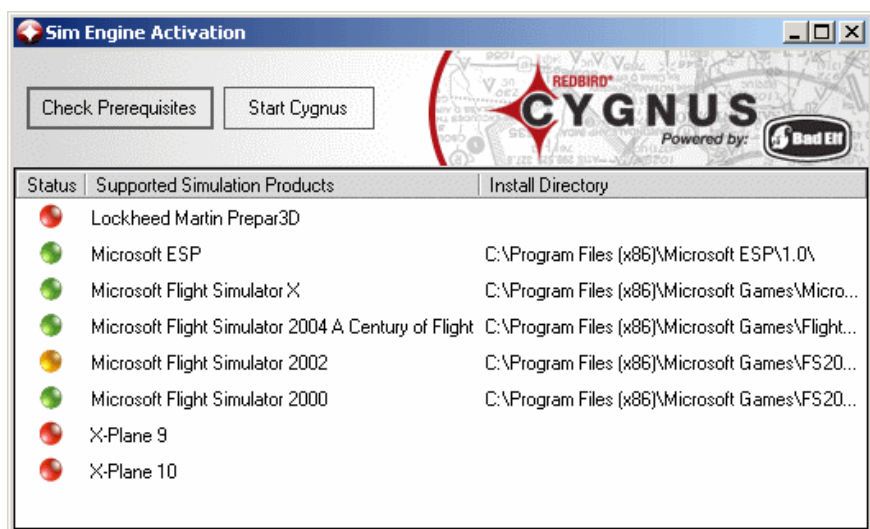 Sim Engine Activation
Check Prerequisites Start Cygnus
REDBIRD
CYGNUS
Powered by: Bad Elf
Status Supported Simulation Products Install Directory
Lockheed Martin Prepar3D
Microsoft ESP C:\Program Files (x86)\Microsoft ESP\1.0\
Microsoft Flight Simulator X C:\Program Files (x86)\Microsoft Games\Micro...
Microsoft Flight Simulator 2004 A Century of Flight C:\Program Files (x86)\Microsoft Games\Flight...
Microsoft Flight Simulator 2002 C:\Program Files (x86)\Microsoft Games\FS20...
Microsoft Flight Simulator 2000 C:\Program Files (x86)\Microsoft Games\FS20...
X-Plane 9
X-Plane 10